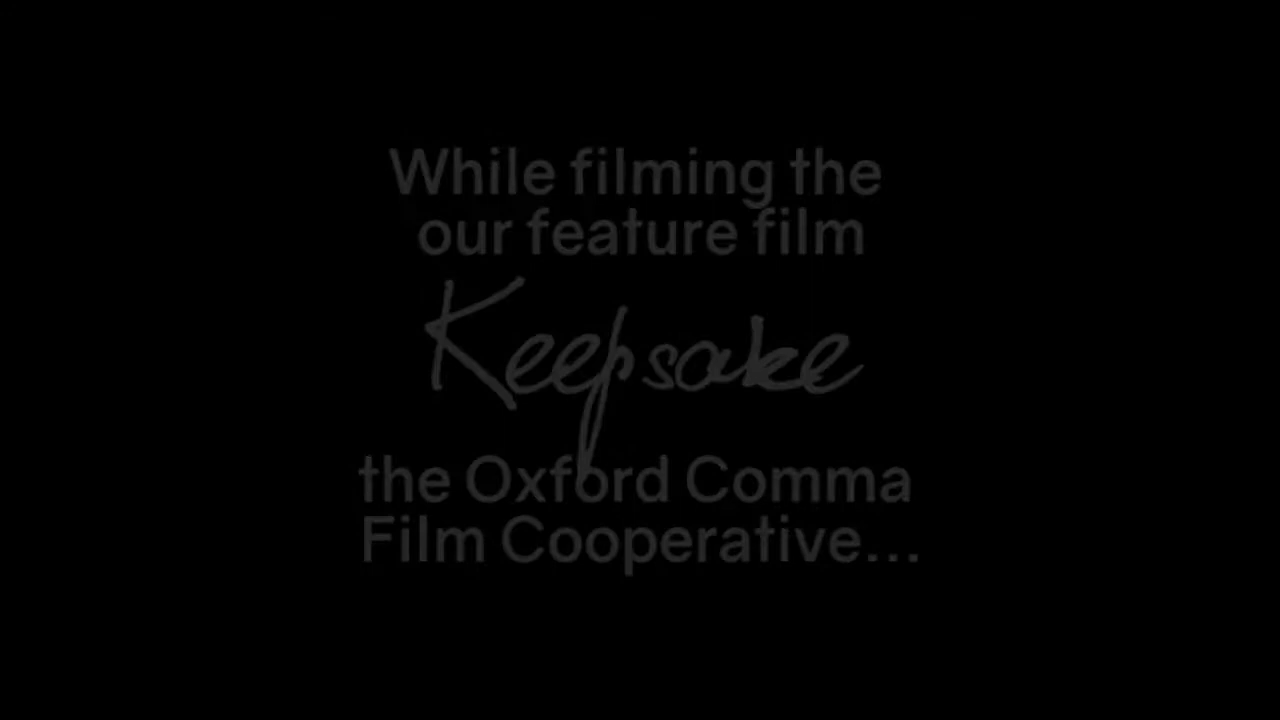 While filming the
our feature film
Keepsake
the Oxford Comma
Film Cooperative...